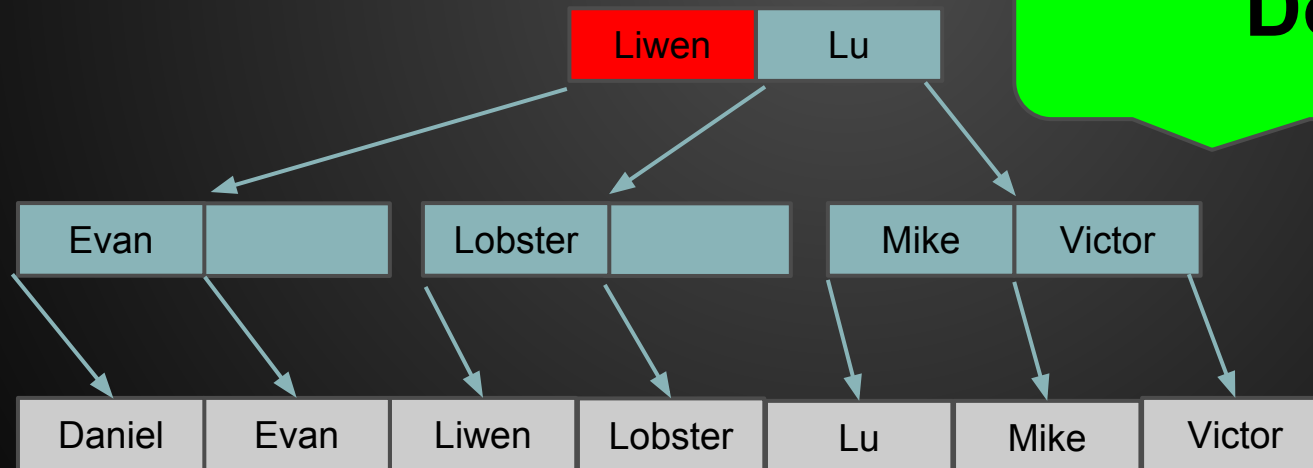 Liwen Lu
Evan Lobster Mike Victor
Daniel Evan Liwen Lobster Lu Mike Victor